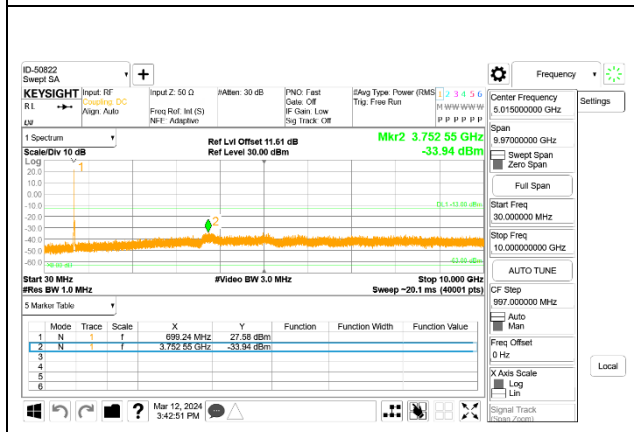 ID-50822
Swept SA
+
KEYSIGHT Input: RF Input Z: 50 Ω #Atten: 30 dB PNO: Fast #Avg Type: Power (RMS 1 2 3 4 5 6
RL Coupling: DC Gate: Off Trig: Free Run M W W W W W
Align: Auto Freq Ref: Int (S) IF Gain: Low
NFE: Adaptive Sig Track: Off P P P P P P
1 Spectrum
Ref Lvl Offset 11.61 dB Mkr2 3.752 55 GHz
Scale/Div 10 dB Ref Level 30.00 dBm -33.94 dBm
Log
1
20.0
10.0
0.00
-10.0
-20.0
2
-30.0
-40.0
-50.0
-60.0
Start 30 MHz #Video BW 3.0 MHz Stop 10.000 GHz
#Res BW 1.0 MHz Sweep ~20.1 ms (40001 pts)
5 Marker Table
Mode Trace Scale X Y Function Function Width Function Value
1 N 1 f 699.24 MHz 27.58 dBm
2 N 1 f 3.752 55 GHz -33.94 dBm
3
4
5
6
? Mar 12, 2024
3:42:51 PM
Frequency
Settings
Center Frequency
5.015000000 GHz
Span
9.97000000 GHz
Swept Span
Zero Span
Full Span
Start Freq
30.000000 MHz
Stop Freq
10.000000000 GHz
AUTO TUNE
CF Step
997.000000 MHz
Auto
Man
Freq Offset
0 Hz
X Axis Scale
Log
Lin
Signal Track
(Span Zoom)
Local